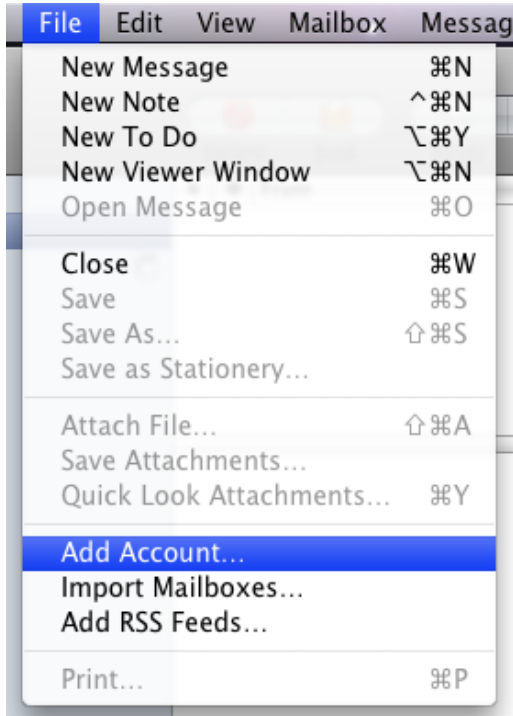 File Edit View Mailbox Messag
New Message ⌘N
New Note ^⌘N
New To Do ⌥⌘Y
New Viewer Window ⌥⌘N
Open Message ⌘O
Close ⌘W
Save ⌘S
Save As... ⇧⌘S
Save as Stationery...
Attach File... ⇧⌘A
Save Attachments...
Quick Look Attachments... ⌘Y
Add Account...
Import Mailboxes...
Add RSS Feeds...
Print... ⌘P